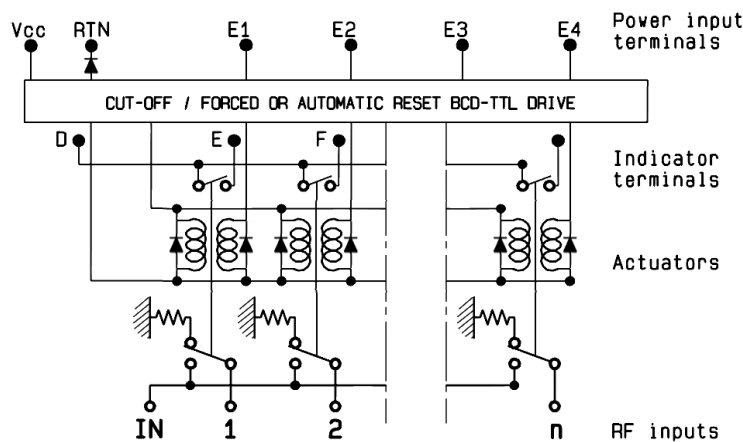 Vcc RTN E1 E2 E3 E4 Power input
terminals
CUT-OFF / FORCED OR AUTOMATIC RESET BCD-TTL DRIVE
D E F
Indicator
terminals
Actuators
IN 1 2 n RF inputs